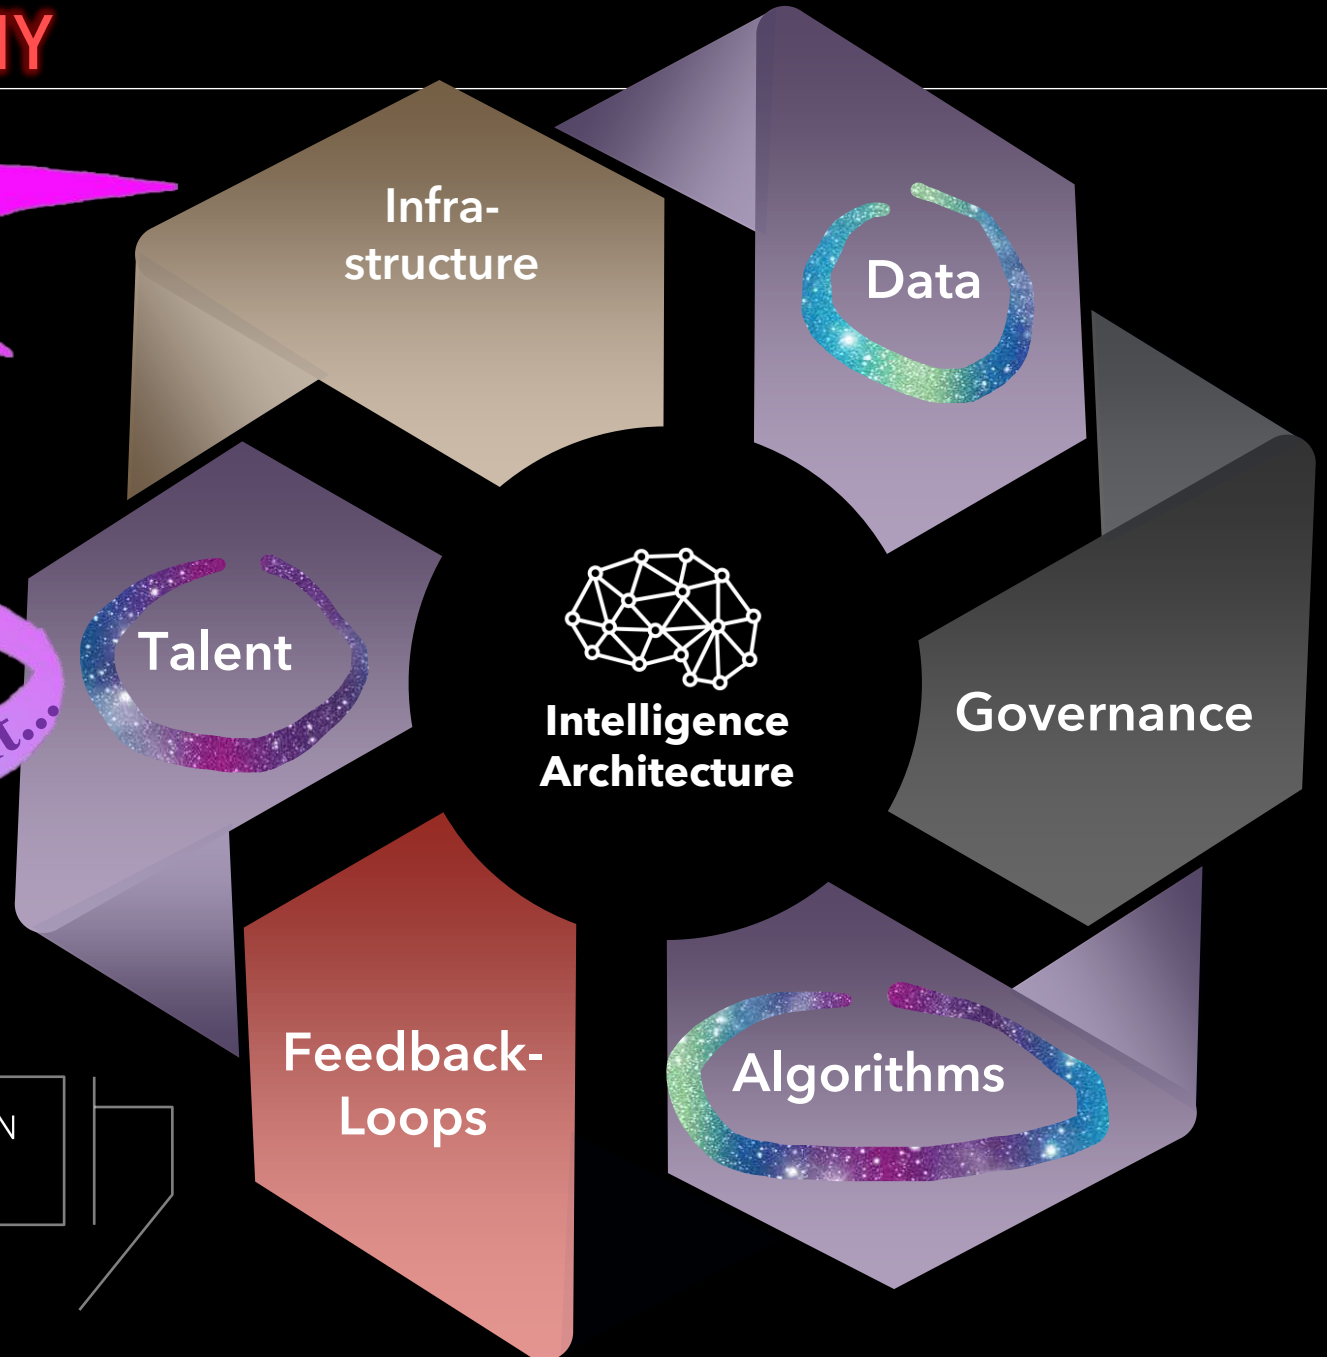 Infra-
structure
Data
Talent
Governance
Intelligence
Architecture
Feedback-
Loops
Algorithms